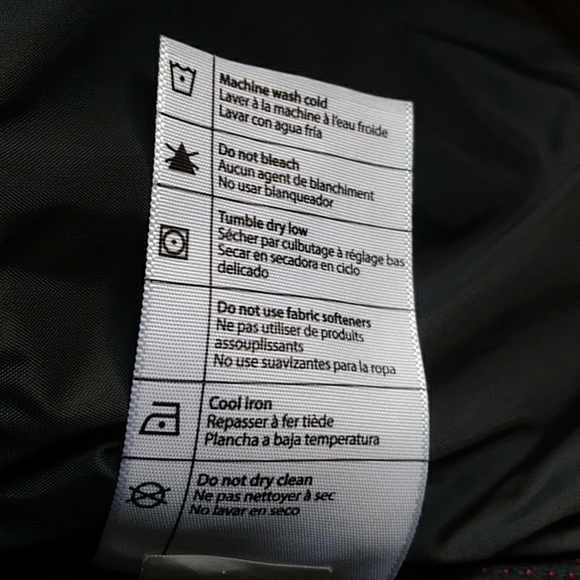 Machine wash cold
Laver à la machine à l'eau froide
Lavar con agua fría
Do not bleach
Aucun agent de blanchiment
No usar blanqueador
Tumble dry low
Sécher par culbutage à réglage bas
Secar en secadora en ciclo
delicado
Do not use fabric softeners
Ne pas utiliser de produits
assouplissants
No use suavizantes para la ropa
Cool iron
Repasser à fer tiède
Plancha a baja temperatura
Do not dry clean
Ne pas nettoyer à sec
No lavar en seco